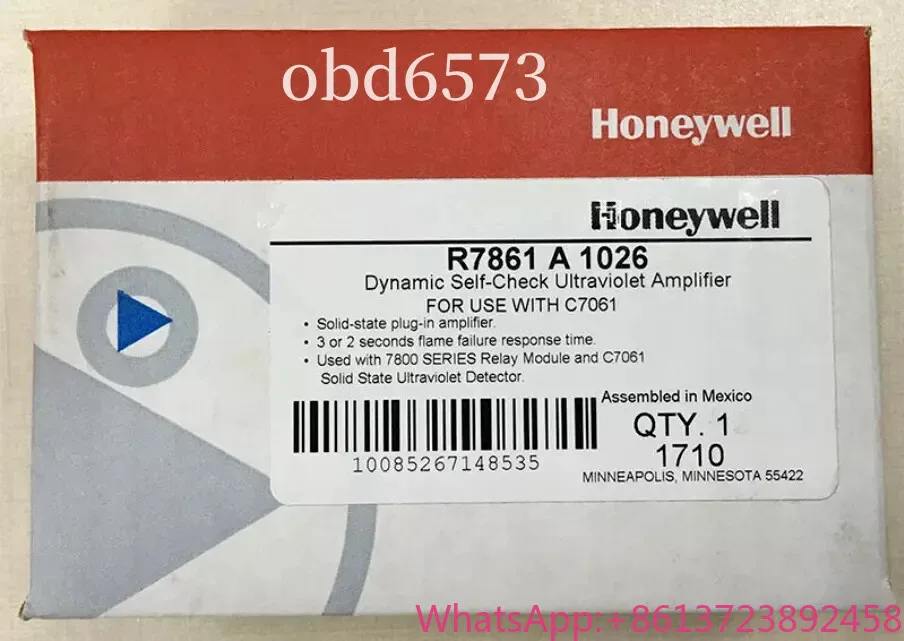 obd6573
Honeywell
Honeywell
R7861 A 1026
Dynamic Self-Check Ultraviolet Amplifier
FOR USE WITH C7061
• Solid-state plug-in amplifier.
• 3 or 2 seconds flame failure response time.
• Used with 7800 SERIES Relay Module and C7061
Solid State Ultraviolet Detector.
Assembled in Mexico
QTY. 1
10085267148535
1710
MINNEAPOLIS, MINNESOTA 55422
WhatsApp:+8613723892458